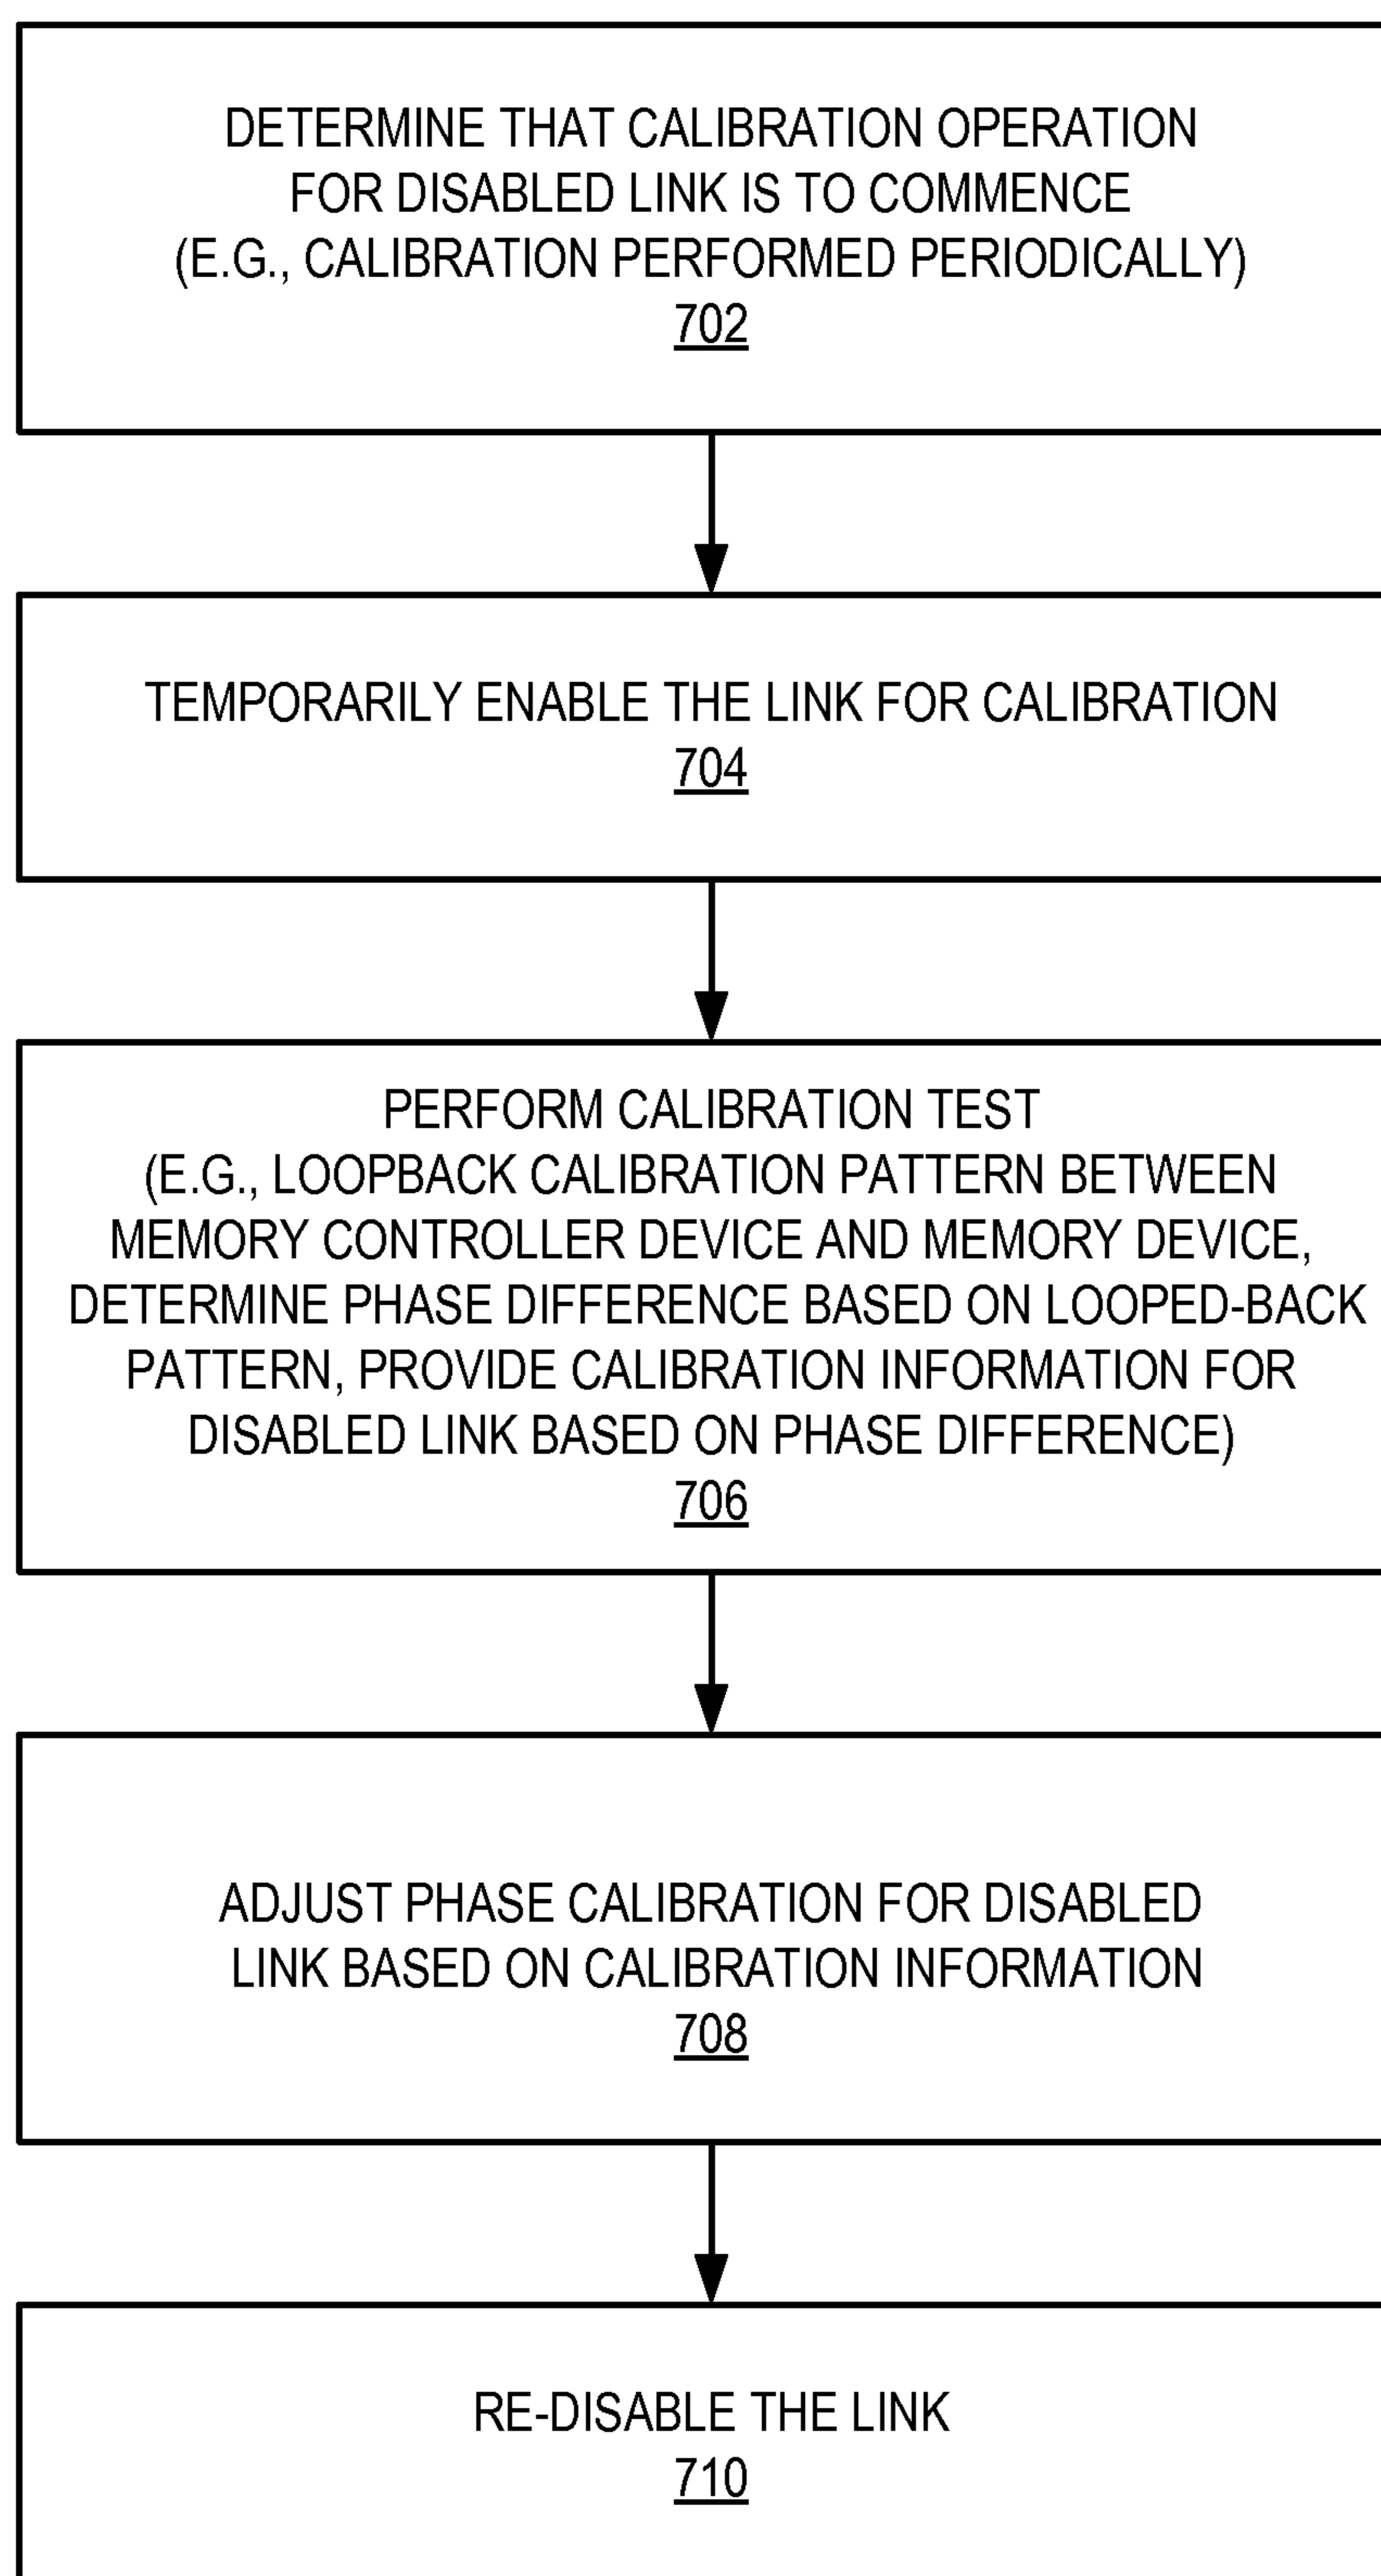 DETERMINE THAT CALIBRATION OPERATION
FOR DISABLED LINK IS TO COMMENCE
(E.G., CALIBRATION PERFORMED PERIODICALLY)
702
TEMPORARILY ENABLE THE LINK FOR CALIBRATION
704
PERFORM CALIBRATION TEST
(E.G., LOOPBACK CALIBRATION PATTERN BETWEEN
MEMORY CONTROLLER DEVICE AND MEMORY DEVICE,
DETERMINE PHASE DIFFERENCE BASED ON LOOPED-BACK
PATTERN, PROVIDE CALIBRATION INFORMATION FOR
DISABLED LINK BASED ON PHASE DIFFERENCE)
706
ADJUST PHASE CALIBRATION FOR DISABLED
LINK BASED ON CALIBRATION INFORMATION
708
RE-DISABLE THE LINK
710